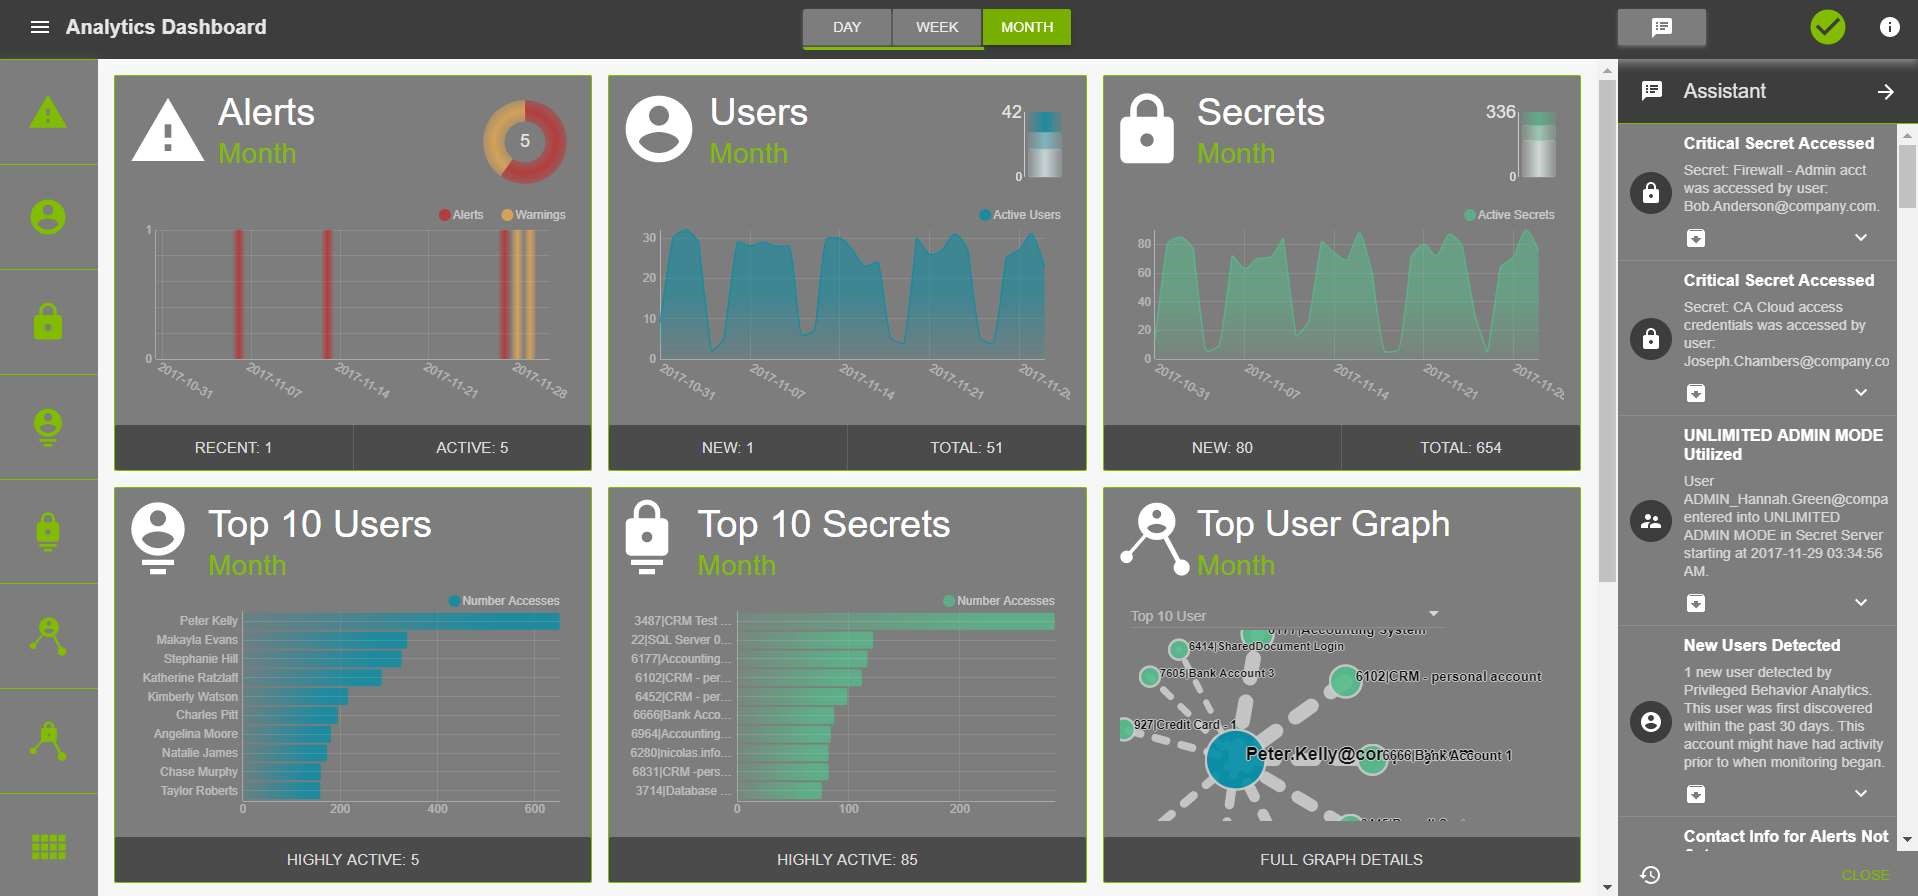 Analytics Dashboard
DAY
WEEK
MONTH
Alerts
Month
5
Alerts
Warnings
1
0
2017-10-31
2017-11-07
2017-11-14
2017-11-21
2017-11-28
RECENT: 1
ACTIVE: 5
Users
Month
42
0
Active Users
30
20
10
0
2017-10-31
2017-11-07
2017-11-14
2017-11-21
NEW: 1
TOTAL: 51
Secrets
Month
336
0
Active Secrets
80
60
40
20
0
2017-10-31
2017-11-07
2017-11-14
2017-11-21
NEW: 80
TOTAL: 654
Top 10 Users
Month
Number Accesses
Peter Kelly
Makayla Evans
Stephanie Hill
Katherine Ratzlaff
Kimberly Watson
Charles Pitt
Angelina Moore
Natalie James
Chase Murphy
Taylor Roberts
0
200
400
600
HIGHLY ACTIVE: 5
Top 10 Secrets
Month
Number Accesses
3487|CRM Test ...
22|SQL Server 0...
6177|Accounting...
6102|CRM - per...
6452|CRM - per...
6666|Bank Acco...
6964|Accounting...
6280|nicolas.info...
6831|CRM -pers...
3714|Database ...
0
100
200
HIGHLY ACTIVE: 85
Top User Graph
Month
Top 10 User
6177|Accounting System
6414|SharedDocument Login
7605|Bank Account 3
6102|CRM - personal account
927|Credit Card - 1
Peter.Kelly@
6666|Bank Account 1
FULL GRAPH DETAILS
Assistant
Critical Secret Accessed
Secret: Firewall - Admin acct
was accessed by user:
Bob.Anderson@company.com.
Critical Secret Accessed
Secret: CA Cloud access
credentials was accessed by
user:
Joseph.Chambers@company.co
UNLIMITED ADMIN MODE
Utilized
User
ADMIN_Hannah.Green@compa
entered into UNLIMITED
ADMIN MODE in Secret Server
starting at 2017-11-29 03:34:56
AM.
New Users Detected
1 new user detected by
Privileged Behavior Analytics.
This user was first discovered
within the past 30 days. This
account might have had activity
prior to when monitoring began.
Contact Info for Alerts Not
CLOSE